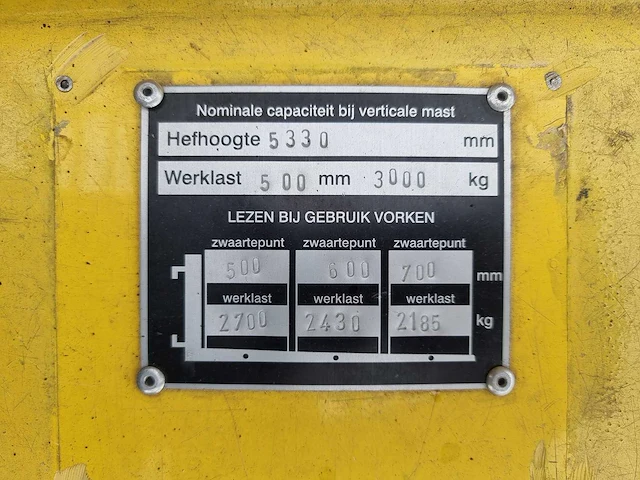 Nominale capaciteit bij verticale mast
Hefhoogte 5330 mm
Werklast 500 mm 3000 kg
LEZEN BIJ GEBRUIK VORKEN
zwaartepunt zwaartepunt zwaartepunt
500 600 700 mm
werklast werklast werklast
2700 2430 2185 kg